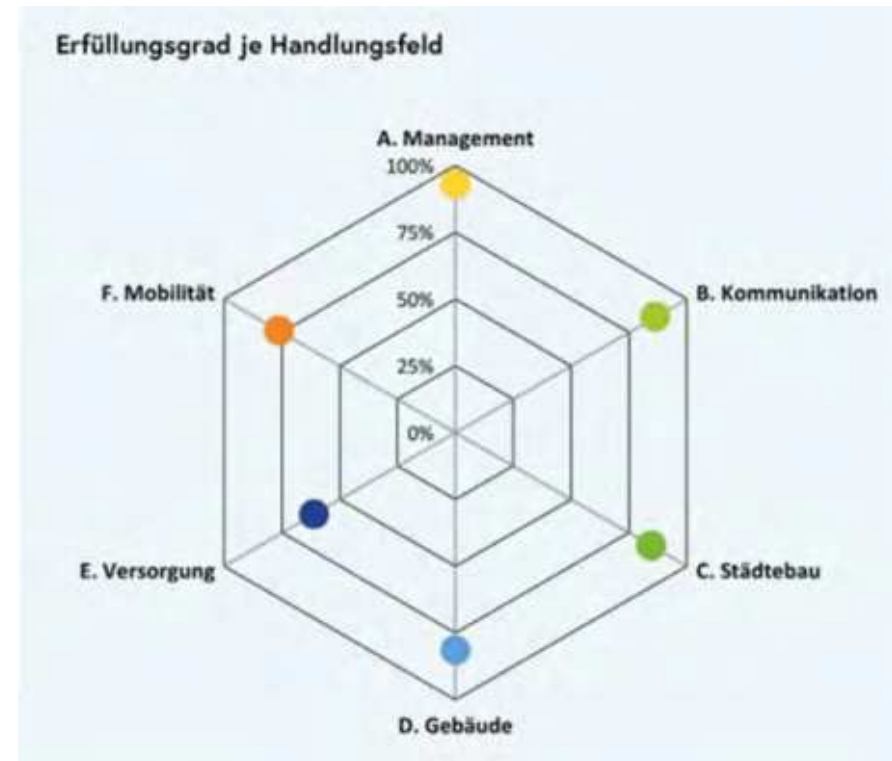 Erfüllungsgrad je Handlungsfeld
A. Management
100%
75%
F. Mobilität
B. Kommunikation
50%
25%
0%
E. Versorgung
C. Städtebau
D. Gebäude